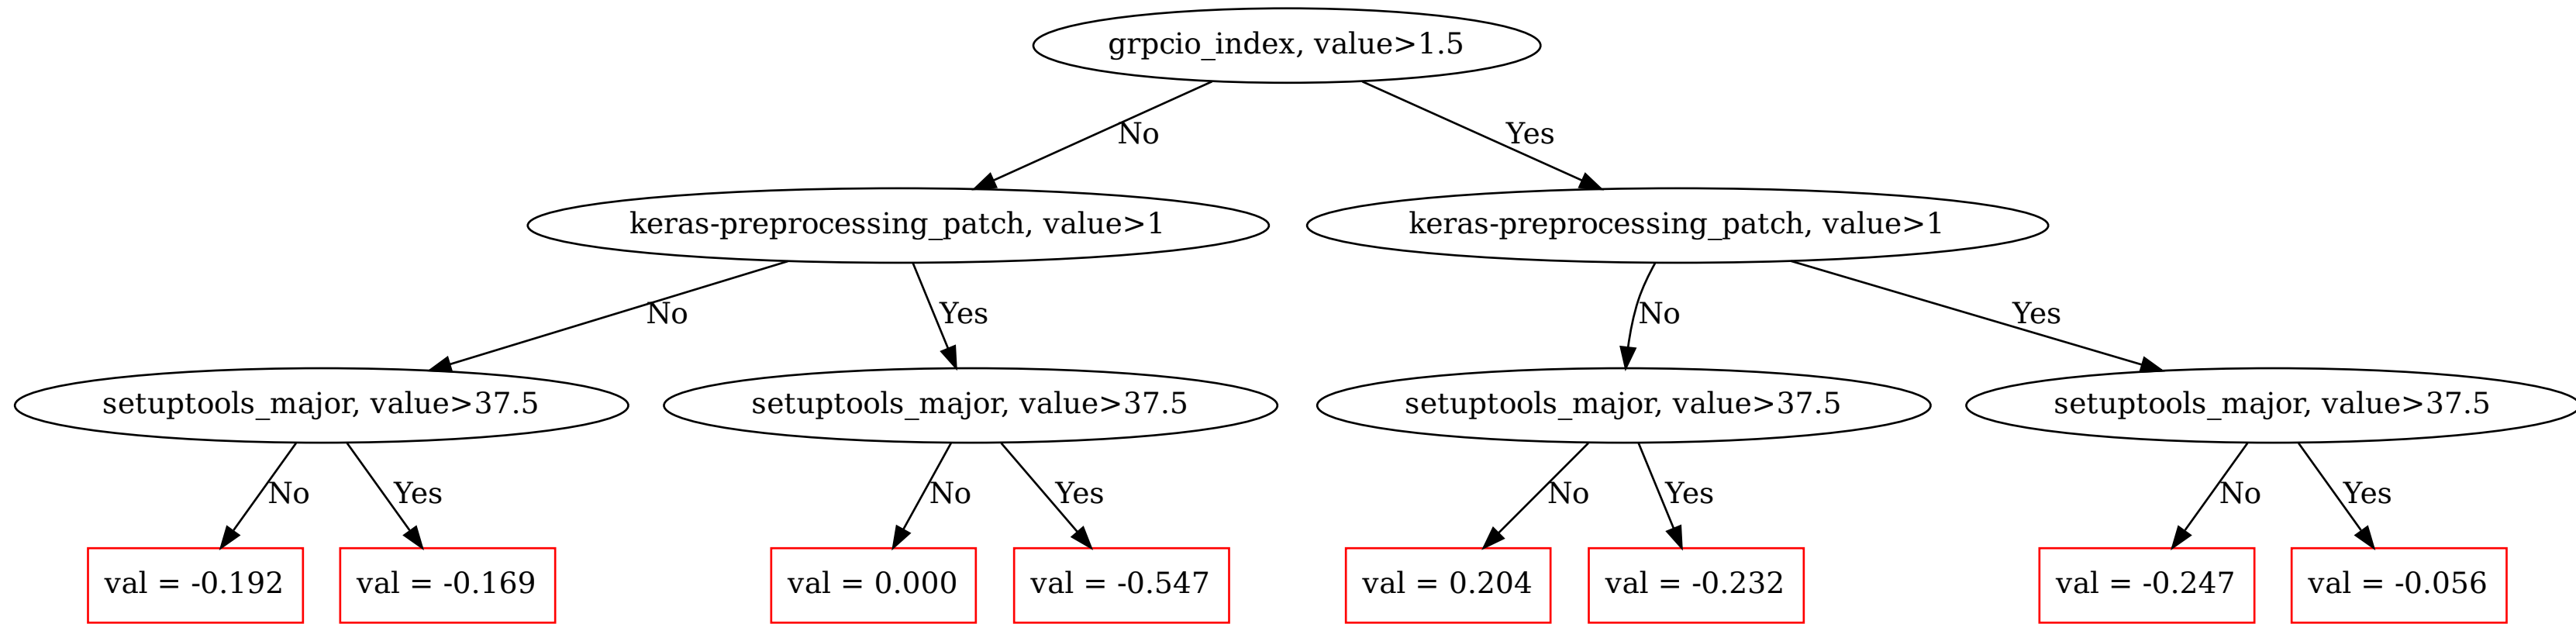 grpcio_index, value>1.5
No
Yes
keras-preprocessing_patch, value>1
keras-preprocessing_patch, value>1
No
Yes
No
Yes
setuptools_major, value>37.5
setuptools_major, value>37.5
setuptools_major, value>37.5
setuptools_major, value>37.5
No
Yes
No
Yes
No
Yes
No
Yes
val = -0.192
val = -0.169
val = 0.000
val = -0.547
val = 0.204
val = -0.232
val = -0.247
val = -0.056